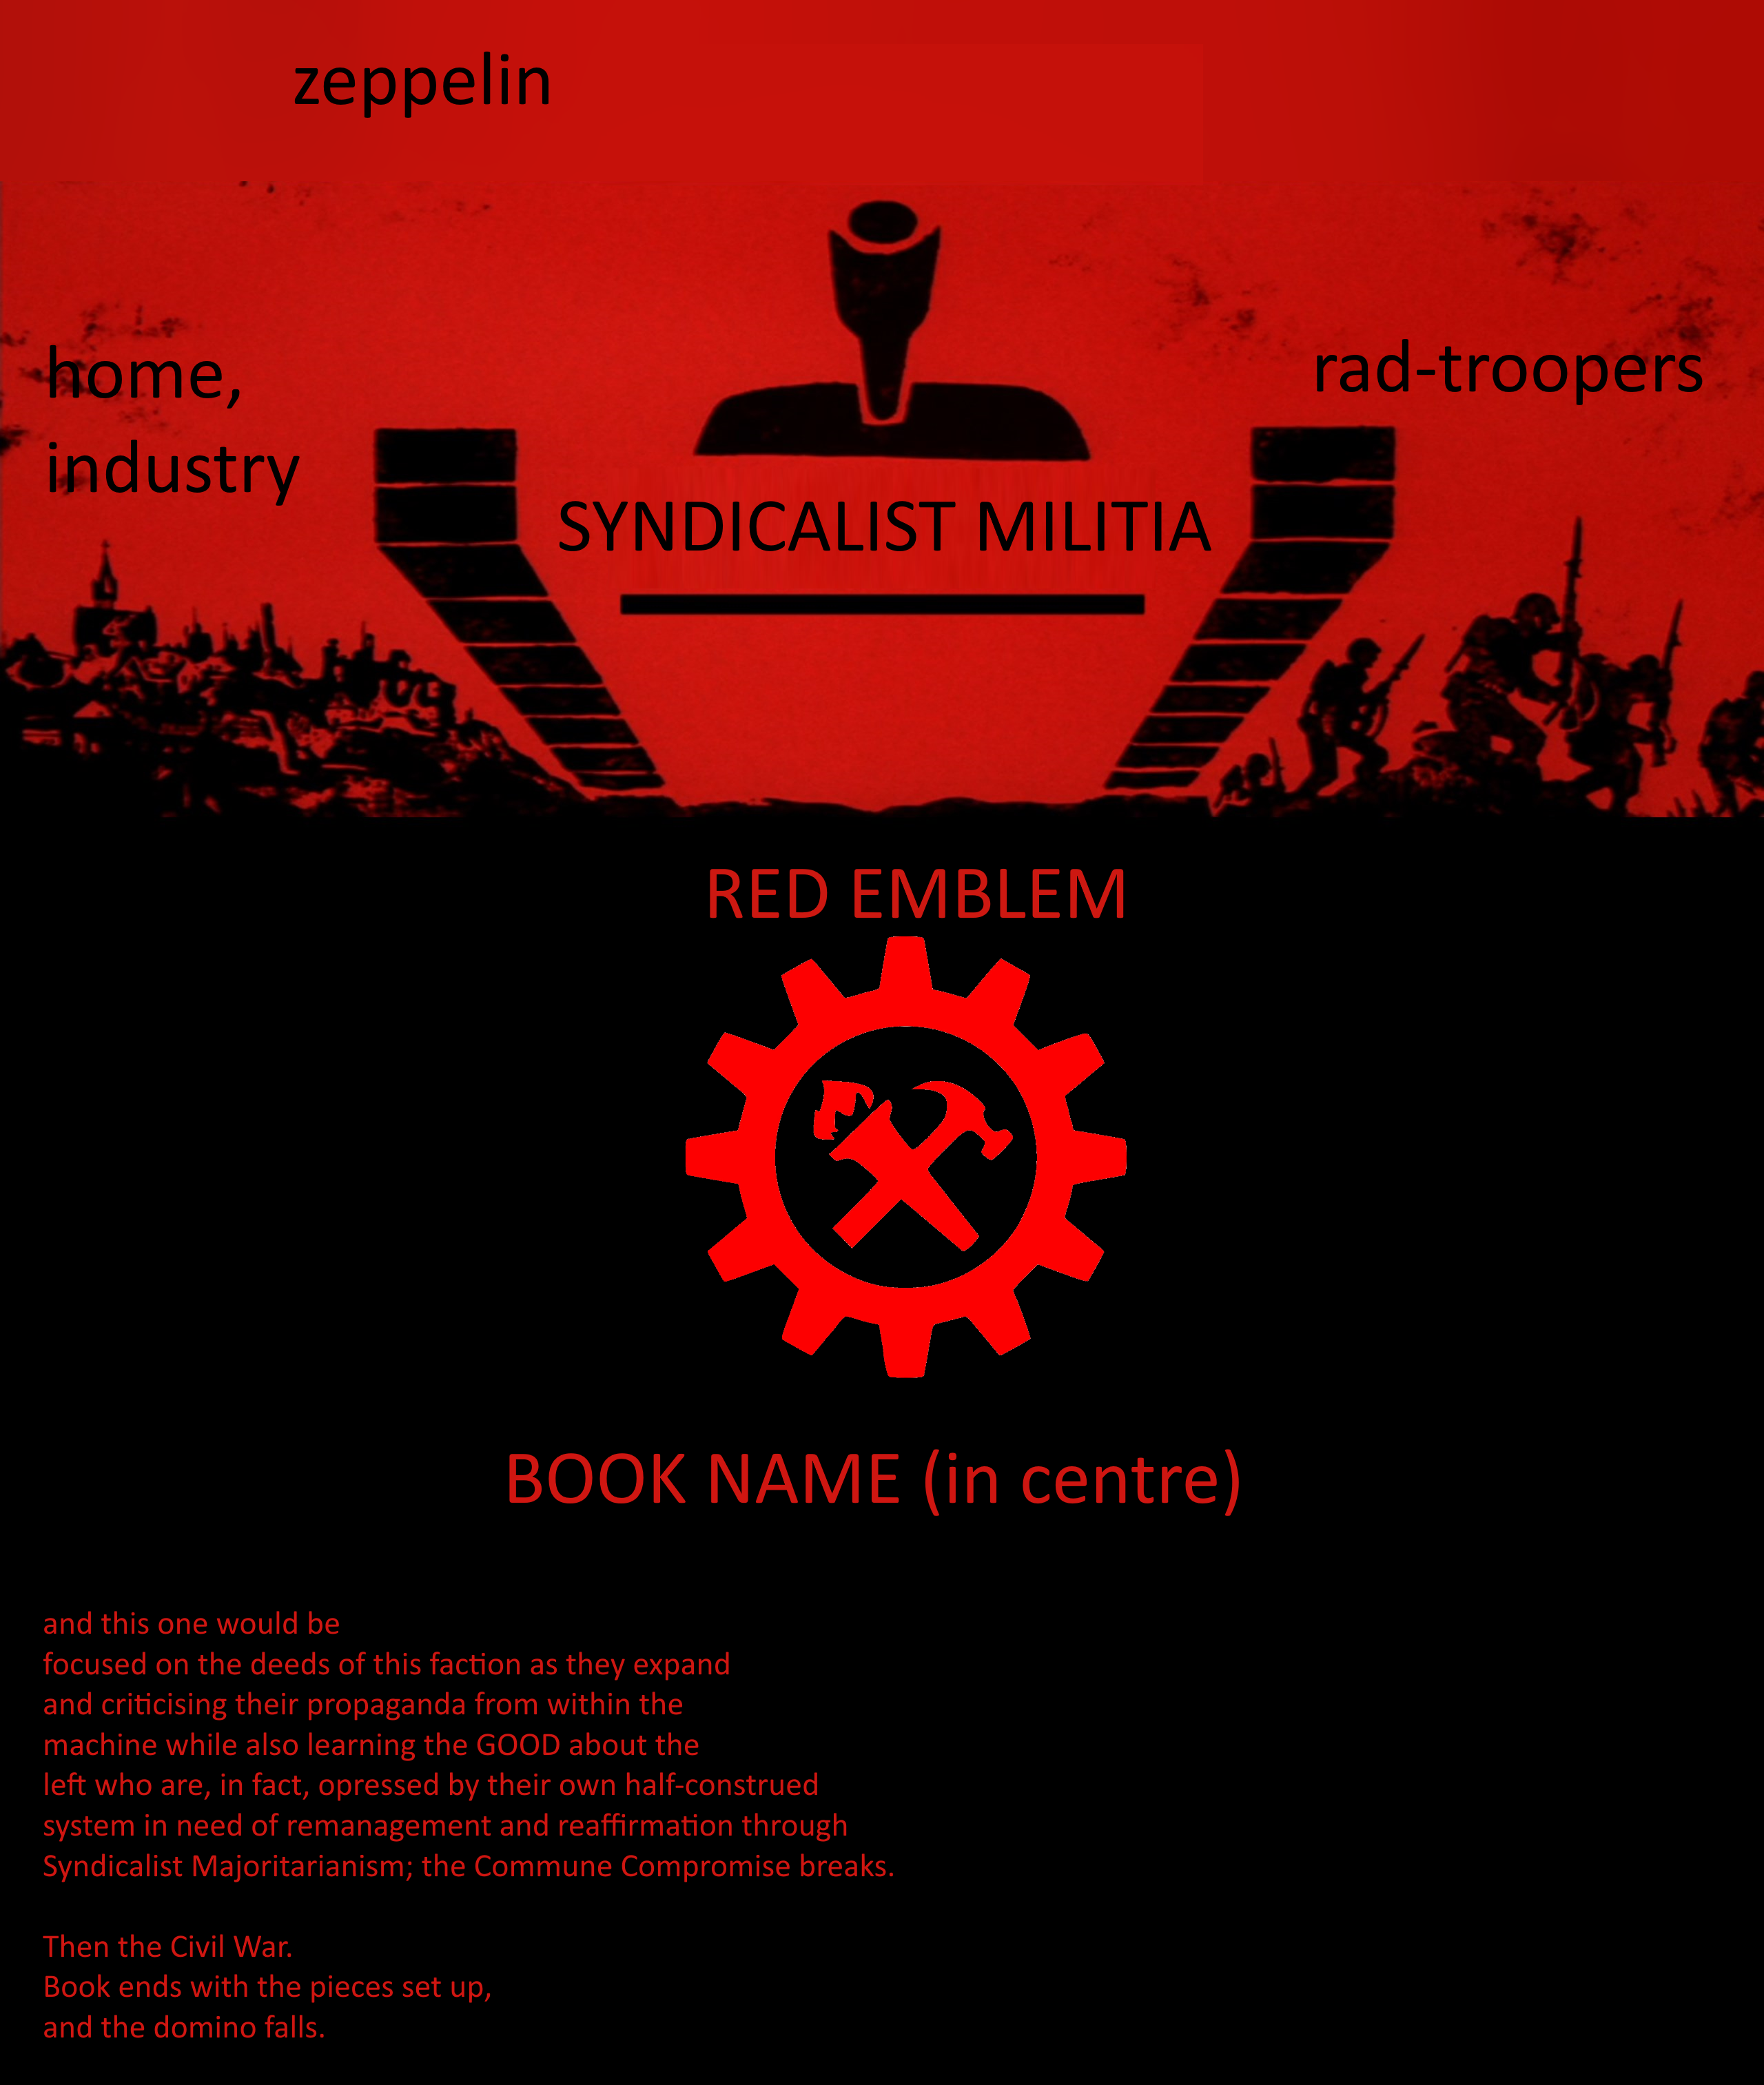 zeppelin
home,
industry
rad-troopers
SYNDICALIST MILITIA
RED EMBLEM
BOOK NAME (in centre)
and this one would be
focused on the deeds of this faction as they expand
and criticising their propaganda from within the
machine while also learning the GOOD about the
left who are, in fact, opressed by their own half-construed
system in need of remanagement and reaffirmation through
Syndicalist Majoritarianism; the Commune Compromise breaks.
Then the Civil War.
Book ends with the pieces set up,
and the domino falls.